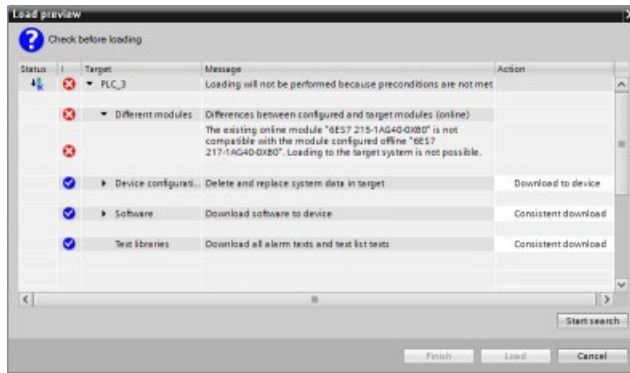 Load preview
Check before loading
Status ! Target Message Action
PLC_3 Loading will not be performed because preconditions are not met
Different modules Differences between configured and target modules (online)
The existing online module "6ES7 215-1AG40-0XB0" is not
compatible with the module configured offline "6ES7
217-1AG40-0XB0". Loading to the target system is not possible.
Device configurati... Delete and replace system data in target Download to device
Software Download software to device Consistent download
Text libraries Download all alarm texts and text list texts Consistent download
Start search
Finish Load Cancel